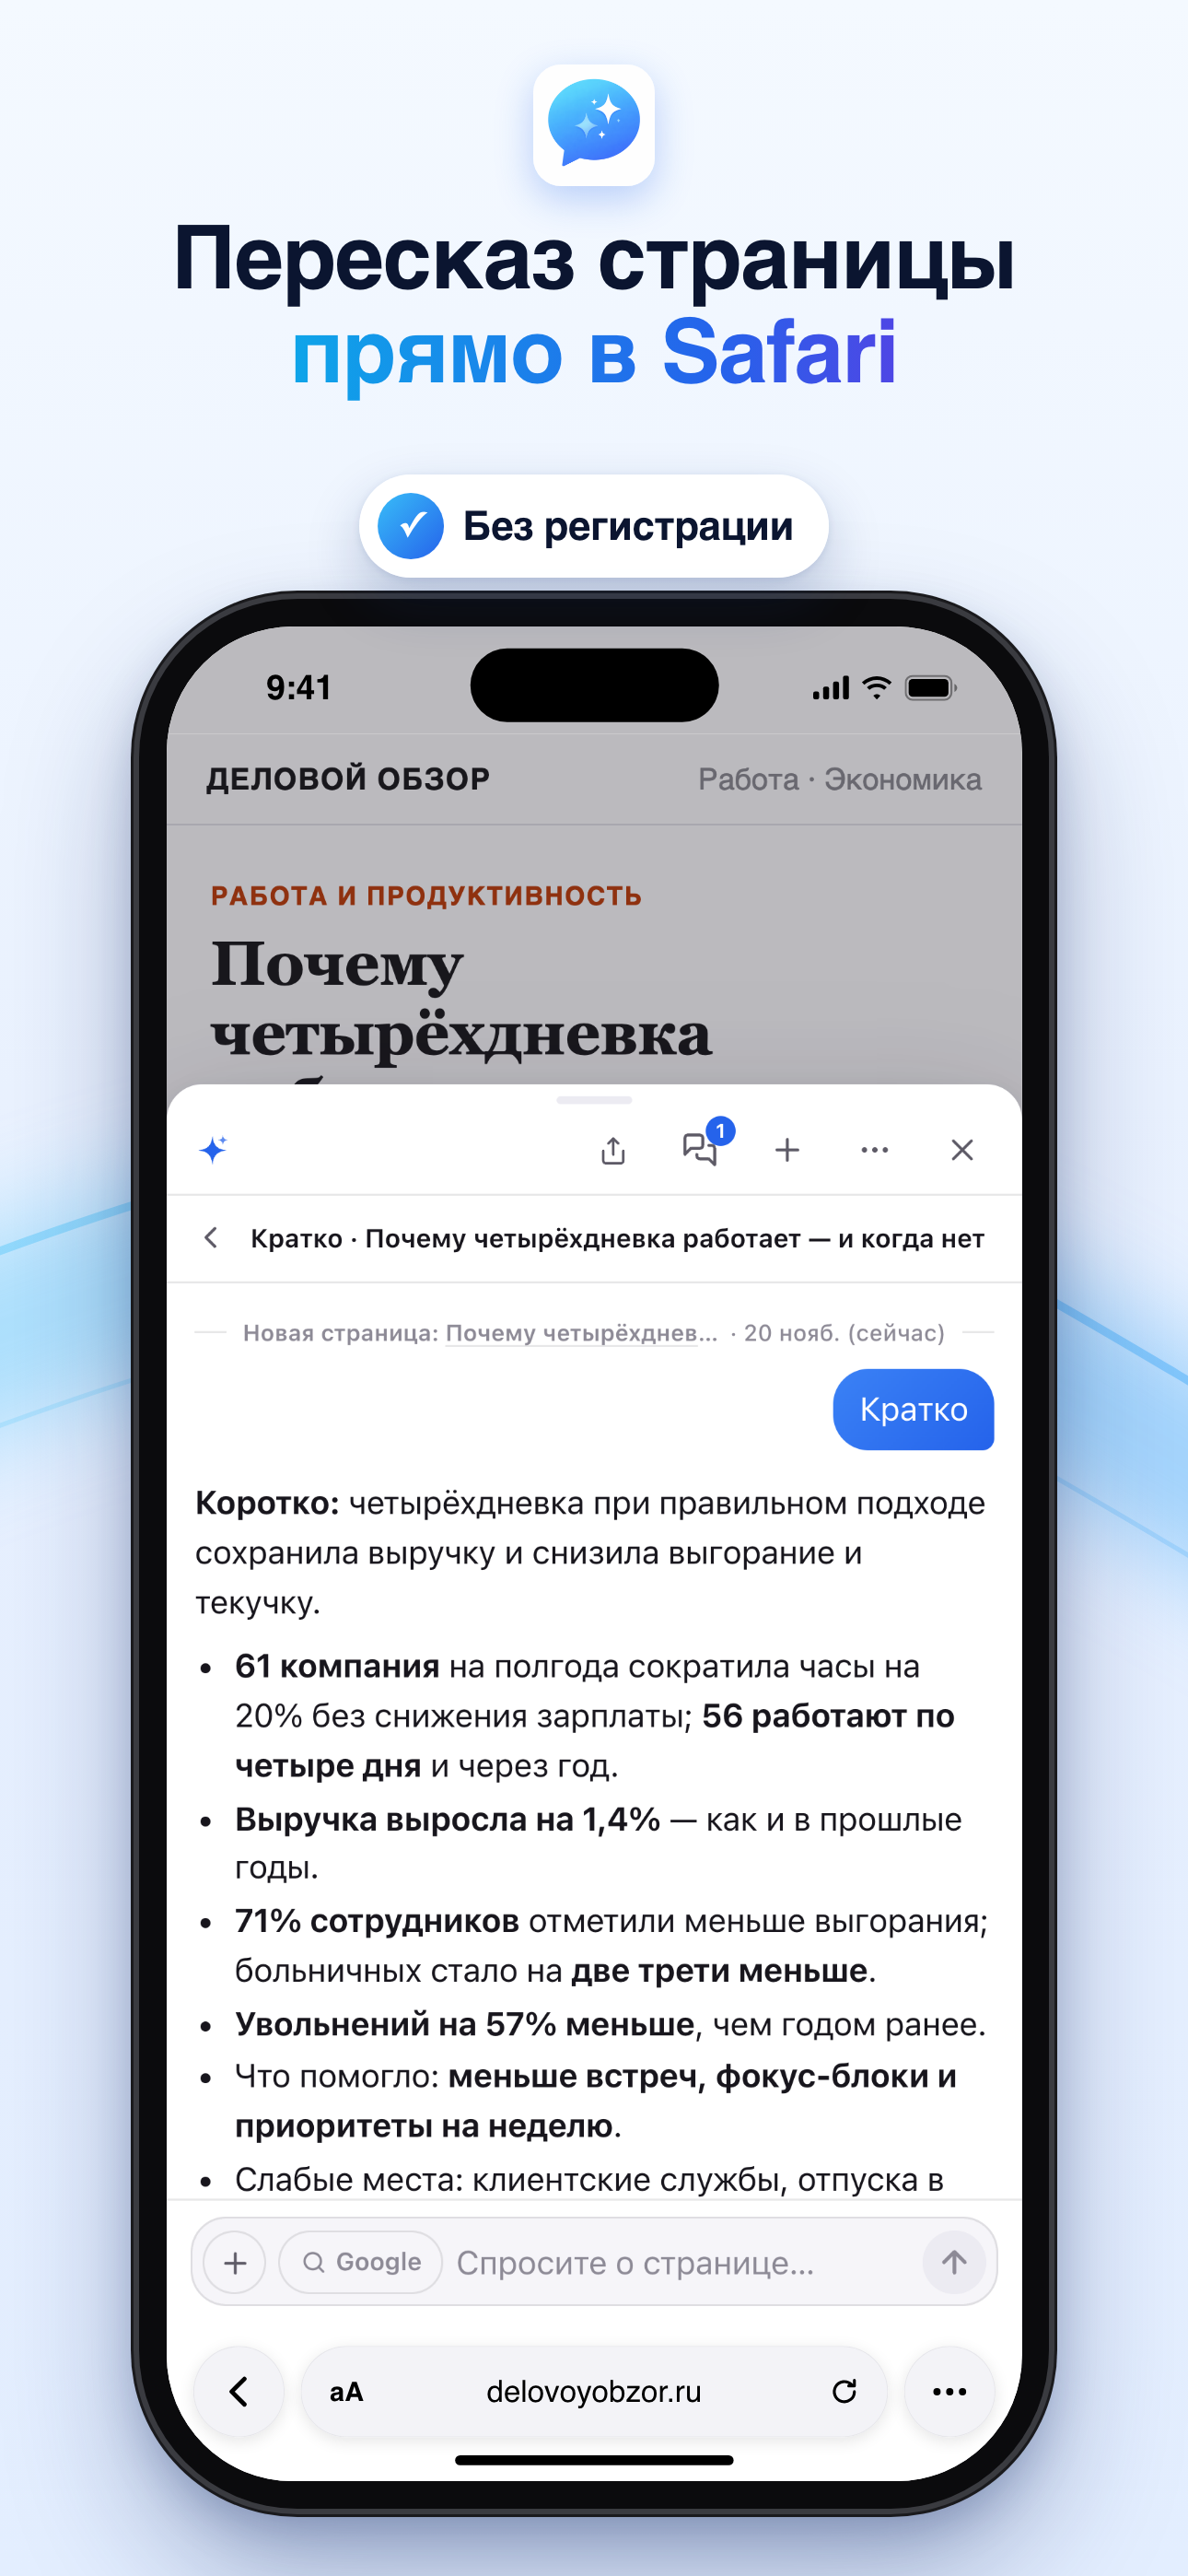 Пересказ страницы
прямо в Safari
Без регистрации
9:41
ДЕЛОВОЙ ОБЗОР
Работа · Экономика
РАБОТА И ПРОДУКТИВНОСТЬ
Почему
четырёхдневка
1
Кратко · Почему четырёхдневка работает — и когда нет
Новая страница: Почему четырёхднев... · 20 нояб. (сейчас)
Кратко
Коротко: четырёхдневка при правильном подходе
сохранила выручку и снизила выгорание и
текучку.
• 61 компания на полгода сократила часы на
20% без снижения зарплаты; 56 работают по
четыре дня и через год.
• Выручка выросла на 1,4% — как и в прошлые
годы.
• 71% сотрудников отметили меньше выгорания;
больничных стало на две трети меньше.
• Увольнений на 57% меньше, чем годом ранее.
• Что помогло: меньше встреч, фокус-блоки и
приоритеты на неделю.
• Слабые места: клиентские службы, отпуска в
Google
Спросите о странице...
aA
delovoyobzor.ru